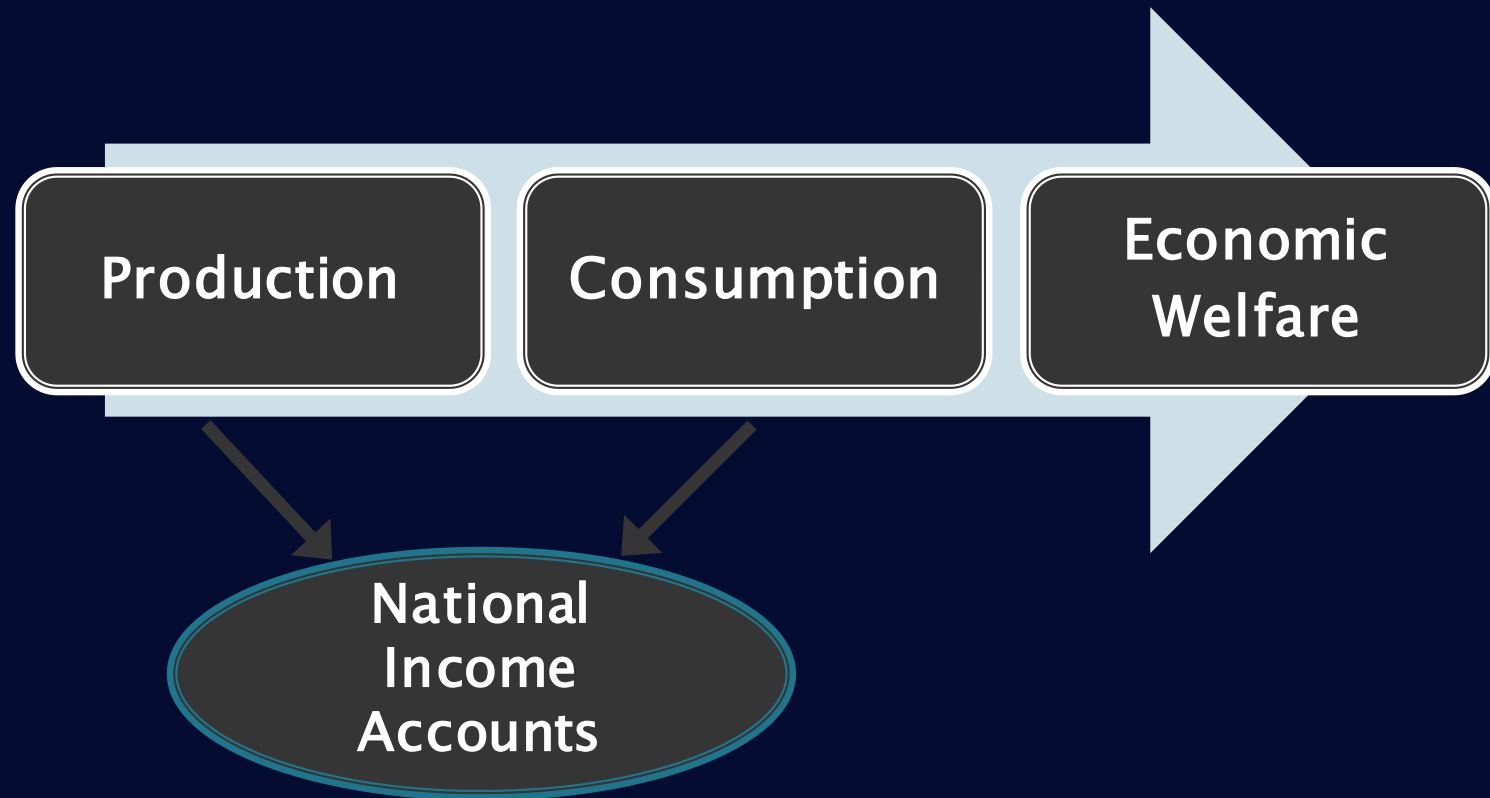 Production
Consumption
Economic
Welfare
National
Income
Accounts